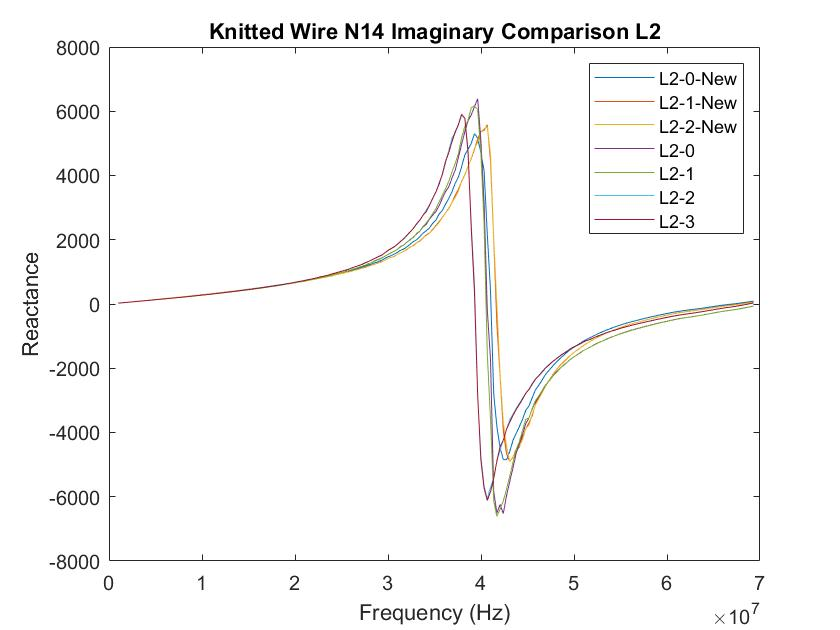 Knitted Wire N14 Imaginary Comparison L2
8000
6000
4000
2000
0
-2000
-4000
-6000
-8000
Reactance
L2-0-New
L2-1-New
L2-2-New
L2-0
L2-1
L2-2
L2-3
0 1 2 3 4 5 6 7
Frequency (Hz)
×10⁷